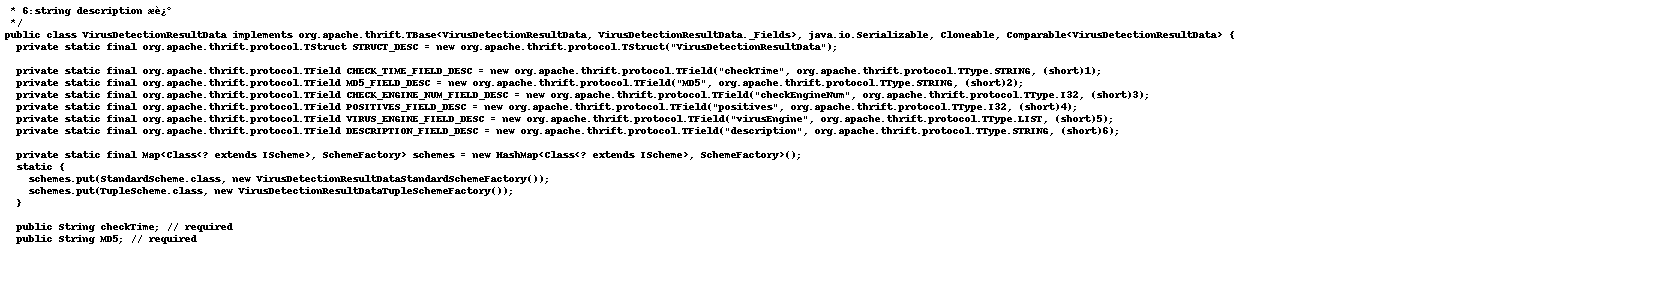 * 6:string description æè¿°
*/
public class VirusDetectionResultData implements org.apache.thrift.TBase<VirusDetectionResultData, VirusDetectionResultData._Fields>, java.io.Serializable, Cloneable, Comparable<VirusDetectionResultData> {
private static final org.apache.thrift.protocol.TStruct STRUCT_DESC = new org.apache.thrift.protocol.TStruct("VirusDetectionResultData");
private static final org.apache.thrift.protocol.TField CHECK_TIME_FIELD_DESC = new org.apache.thrift.protocol.TField("checkTime", org.apache.thrift.protocol.TType.STRING, (short)1);
private static final org.apache.thrift.protocol.TField MD5_FIELD_DESC = new org.apache.thrift.protocol.TField("MD5", org.apache.thrift.protocol.TType.STRING, (short)2);
private static final org.apache.thrift.protocol.TField CHECK_ENGINE_NUM_FIELD_DESC = new org.apache.thrift.protocol.TField("checkEngineNum", org.apache.thrift.protocol.TType.I32, (short)3);
private static final org.apache.thrift.protocol.TField POSITIVES_FIELD_DESC = new org.apache.thrift.protocol.TField("positives", org.apache.thrift.protocol.TType.I32, (short)4);
private static final org.apache.thrift.protocol.TField VIRUS_ENGINE_FIELD_DESC = new org.apache.thrift.protocol.TField("virusEngine", org.apache.thrift.protocol.TType.LIST, (short)5);
private static final org.apache.thrift.protocol.TField DESCRIPTION_FIELD_DESC = new org.apache.thrift.protocol.TField("description", org.apache.thrift.protocol.TType.STRING, (short)6);
private static final Map<Class<? extends IScheme>, SchemeFactory> schemes = new HashMap<Class<? extends IScheme>, SchemeFactory>();
static {
schemes.put(StandardScheme.class, new VirusDetectionResultDataStandardSchemeFactory());
schemes.put(TupleScheme.class, new VirusDetectionResultDataTupleSchemeFactory());
}
public String checkTime; // required
public String MD5; // required